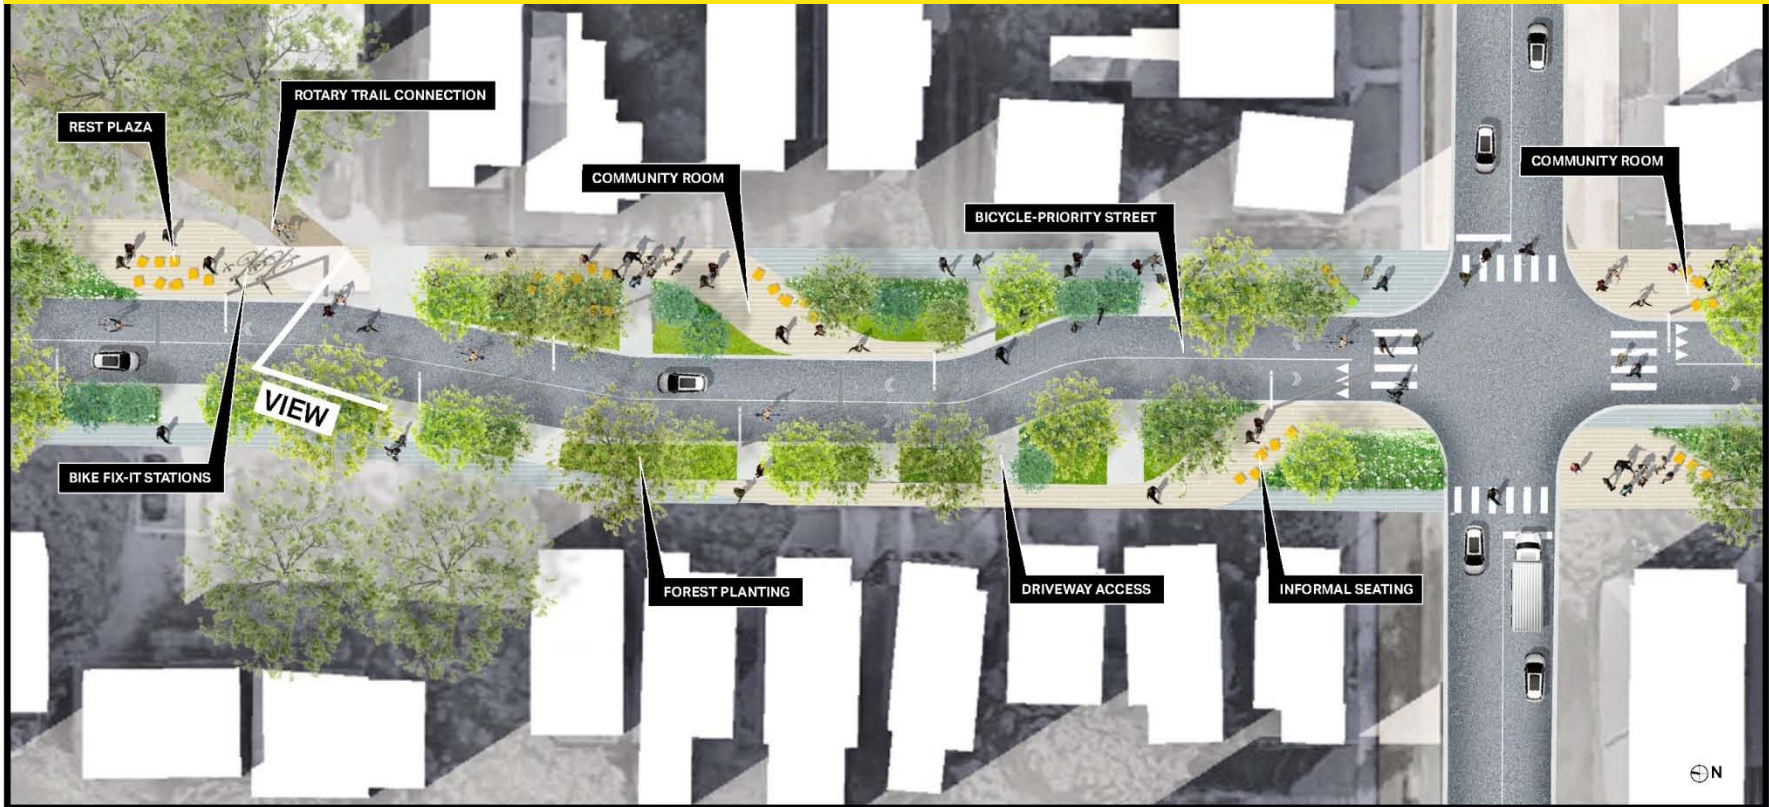 ROTARY TRAIL CONNECTION
REST PLAZA
COMMUNITY ROOM
COMMUNITY ROOM
BICYCLE-PRIORITY STREET
VIEW
BIKE FIX-IT STATIONS
FOREST PLANTING
DRIVEWAY ACCESS
INFORMAL SEATING
N